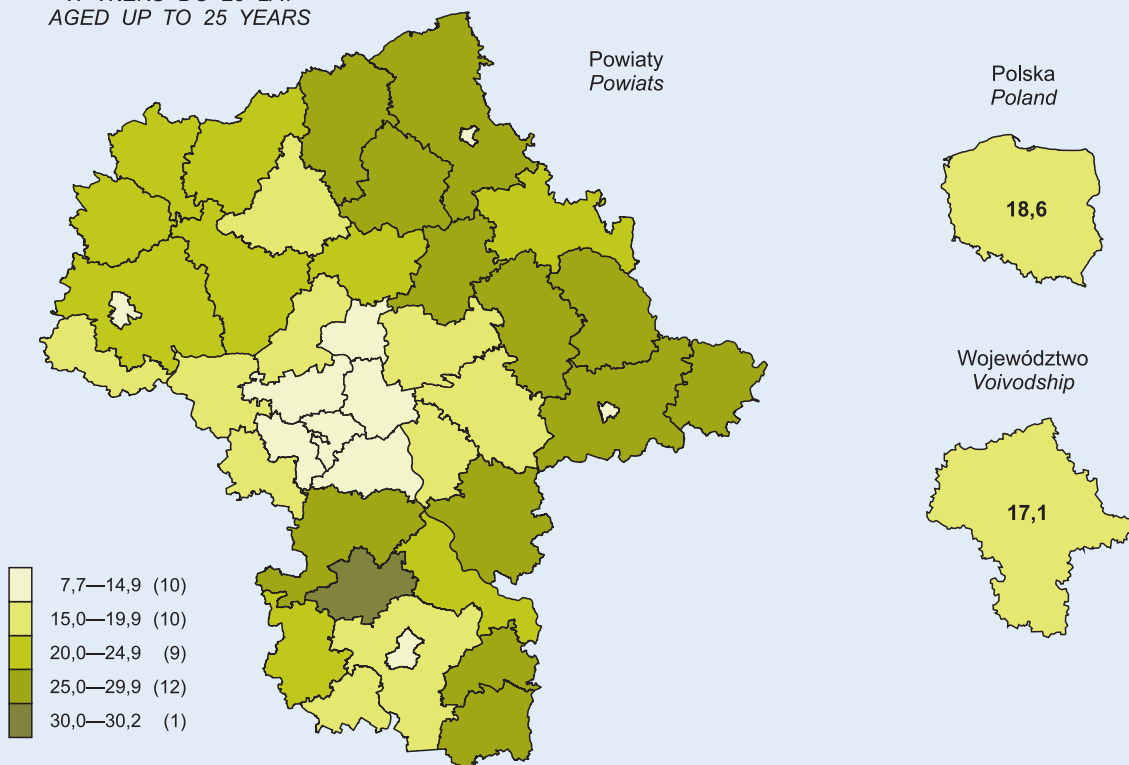 AGED UP TO 25 YEARS
Powiaty
Powiats
Polska
Poland
18,6
Województwo
Voivodship
17,1
7,7—14,9 (10)
15,0—19,9 (10)
20,0—24,9 (9)
25,0—29,9 (12)
30,0—30,2 (1)